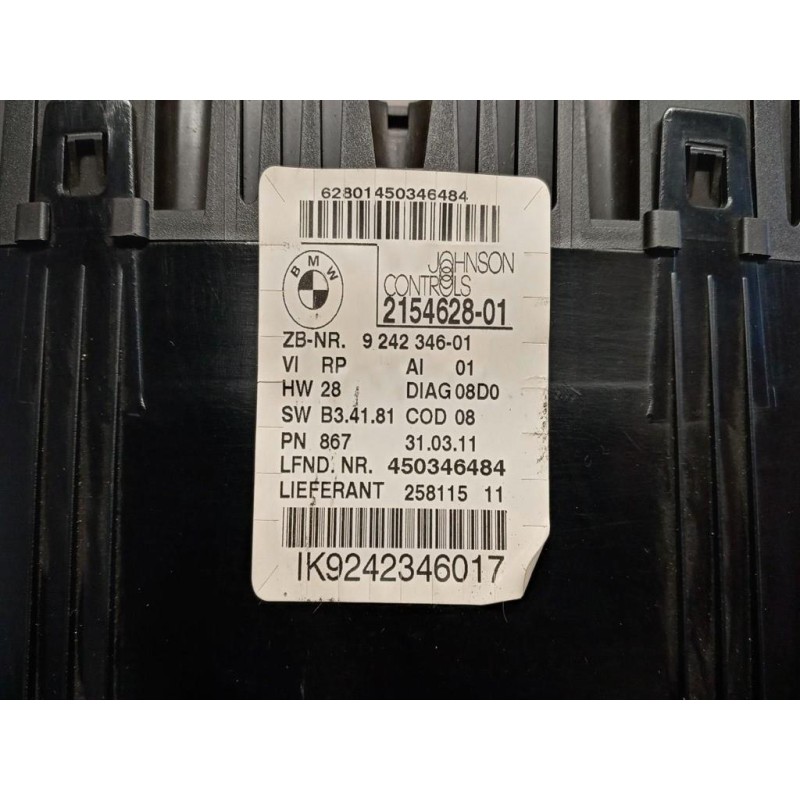 62801450346484
BMW
JOHNSON
CONTROLS
2154628-01
ZB-NR. 9 242 346-01
VI RP AI 01
HW 28 DIAG 08D0
SW B3.41.81 COD 08
PN 867 31.03.11
LFND. NR. 450346484
LIEFERANT 258115 11
IK9242346017